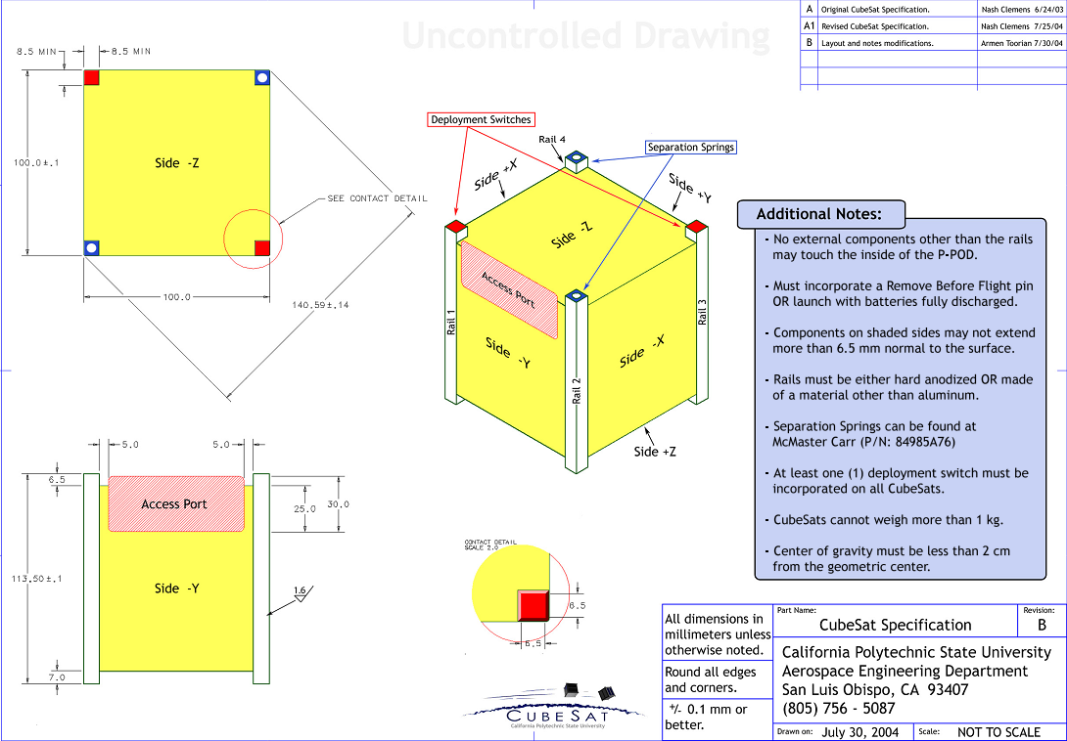 Uncontrolled Drawing
A Original CubeSat Specification. Nash Clemens 6/24/03
A1 Revised CubeSat Specification. Nash Clemens 7/25/04
B Layout and notes modifications. Armen Toorian 7/30/04
8.5 MIN
8.5 MIN
100.0±.1
Side -Z
SEE CONTACT DETAIL
100.0
140.59±.14
Deployment Switches
Rail 4
Separation Springs
Side +X
Side +Y
Side -Z
Access Port
Rail 1
Rail 3
Side -Y
Side -X
Rail 2
Side +Z
Additional Notes:
- No external components other than the rails
may touch the inside of the P-POD.
- Must incorporate a Remove Before Flight pin
OR launch with batteries fully discharged.
- Components on shaded sides may not extend
more than 6.5 mm normal to the surface.
- Rails must be either hard anodized OR made
of a material other than aluminum.
- Separation Springs can be found at
McMaster Carr (P/N: 84985A76)
- At least one (1) deployment switch must be
incorporated on all CubeSats.
- CubeSats cannot weigh more than 1 kg.
- Center of gravity must be less than 2 cm
from the geometric center.
5.0
5.0
6.5
Access Port
25.0
30.0
113.50±.1
Side -Y
1.6
7.0
CONTACT DETAIL
SCALE 2.0
6.5
6.5
CUBESAT
California Polytechnic State University
All dimensions in
millimeters unless
otherwise noted.
Round all edges
and corners.
+/- 0.1 mm or
better.
Part Name:
CubeSat Specification
Revision:
B
California Polytechnic State University
Aerospace Engineering Department
San Luis Obispo, CA 93407
(805) 756 - 5087
Drawn on: July 30, 2004
Scale: NOT TO SCALE